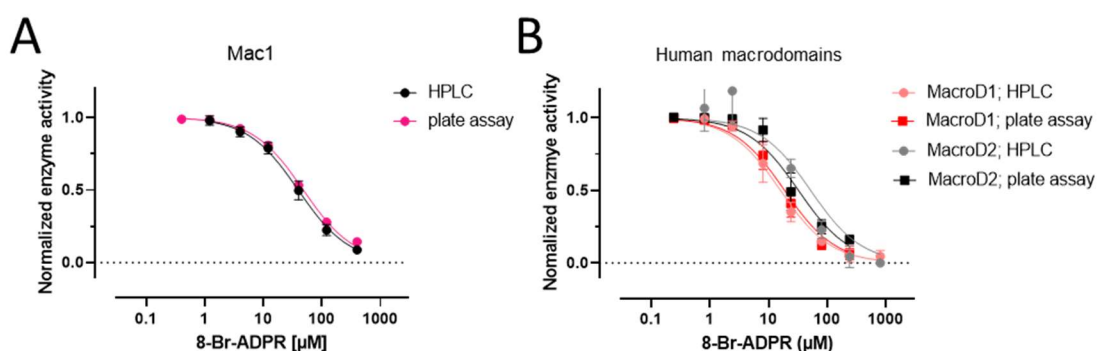 A
Mac1
Normalized enzyme activity
1.0
0.5
0.0
0.1 1 10 100 1000
8-Br-ADPR [µM]
HPLC
plate assay
B
Human macrodomains
Nomalized enzmye activity
1.0
0.5
0.0
0.1 1 10 100 1000
8-Br-ADPR (µM)
MacroD1; HPLC
MacroD1; plate assay
MacroD2; HPLC
MacroD2; plate assay